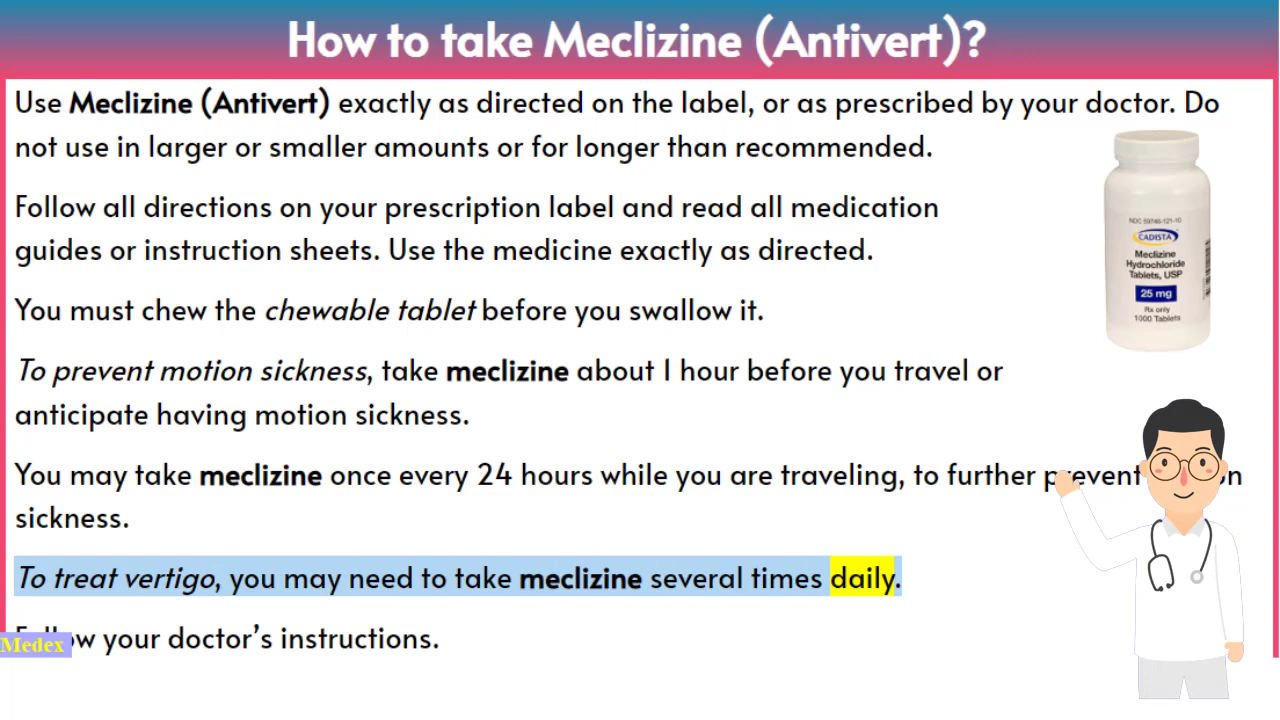 How to take Meclizine (Antivert)?
Use Meclizine (Antivert) exactly as directed on the label, or as prescribed by your doctor. Do
not use in larger or smaller amounts or for longer than recommended.
NDC 59746-121-10
CADISTA
Meclizine
Hydrochloride
Tablets, USP
25 mg
Rx only
1000 Tablets
Follow all directions on your prescription label and read all medication
guides or instruction sheets. Use the medicine exactly as directed.
You must chew the chewable tablet before you swallow it.
To prevent motion sickness, take meclizine about 1 hour before you travel or
anticipate having motion sickness.
You may take meclizine once every 24 hours while you are traveling, to further prevent
sickness.
To treat vertigo, you may need to take meclizine several times daily.
Follow your doctor’s instructions.
Medex